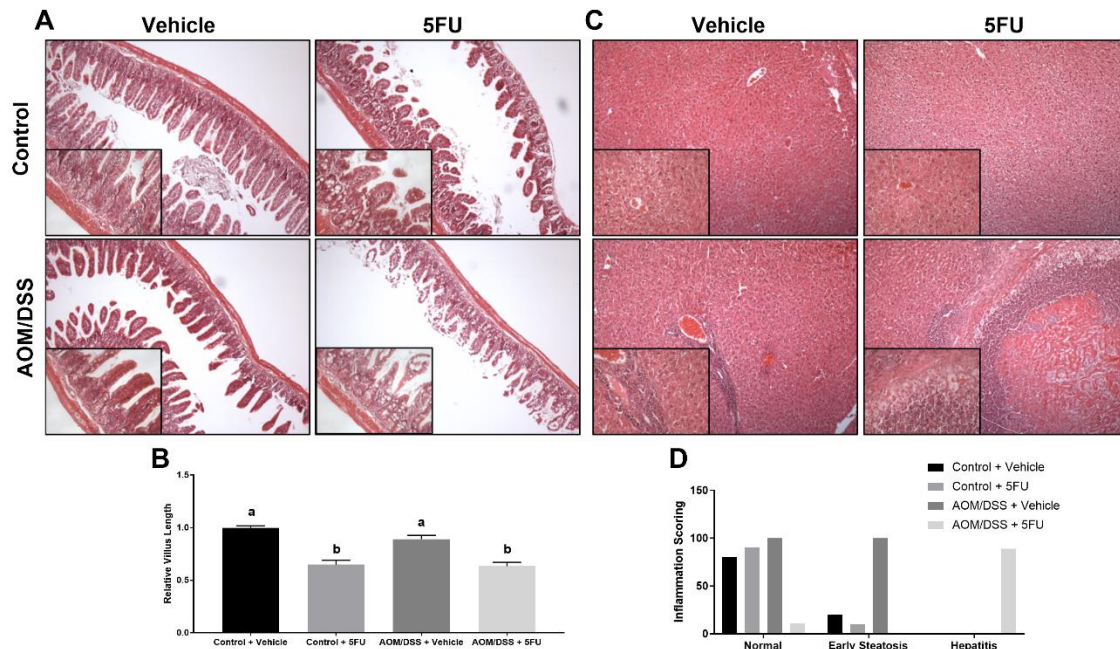 A
Vehicle
5FU
C
Vehicle
5FU
Control
AOM/DSS
B
Relative Villus Length
1.5
1.0
0.5
0.0
a
b
a
b
Control + Vehicle
Control + 5FU
AOM/DSS + Vehicle
AOM/DSS + 5FU
D
Control + Vehicle
Control + 5FU
AOM/DSS + Vehicle
AOM/DSS + 5FU
Inflammation Scoring
150
100
50
0
Normal
Early Steatosis
Hepatitis